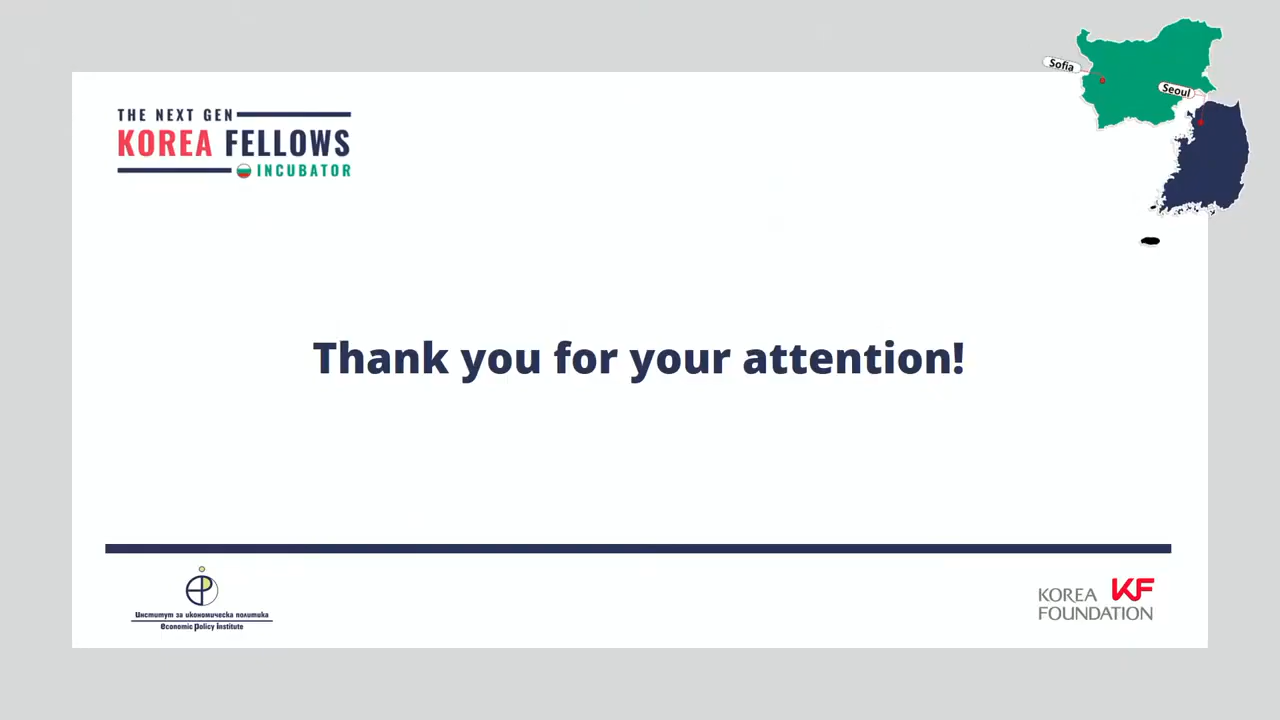 THE NEXT GEN
KOREA FELLOWS
INCUBATOR
Sofia
Seoul
Thank you for your attention!
Институт за икономическа политика
Economic Policy Institute
KOREA KF
FOUNDATION